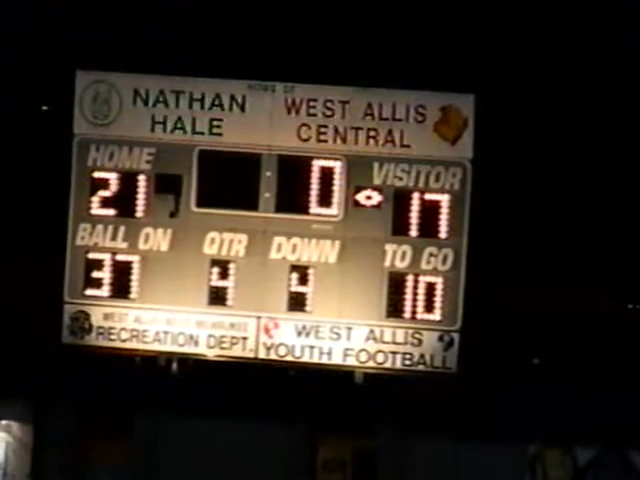 HOME OF
NATHAN HALE
WEST ALLIS CENTRAL
HOME
VISITOR
21
0
17
BALL ON
QTR
DOWN
TO GO
37
4
4
10
RECREATION DEPT.
WEST ALLIS
YOUTH FOOTBALL